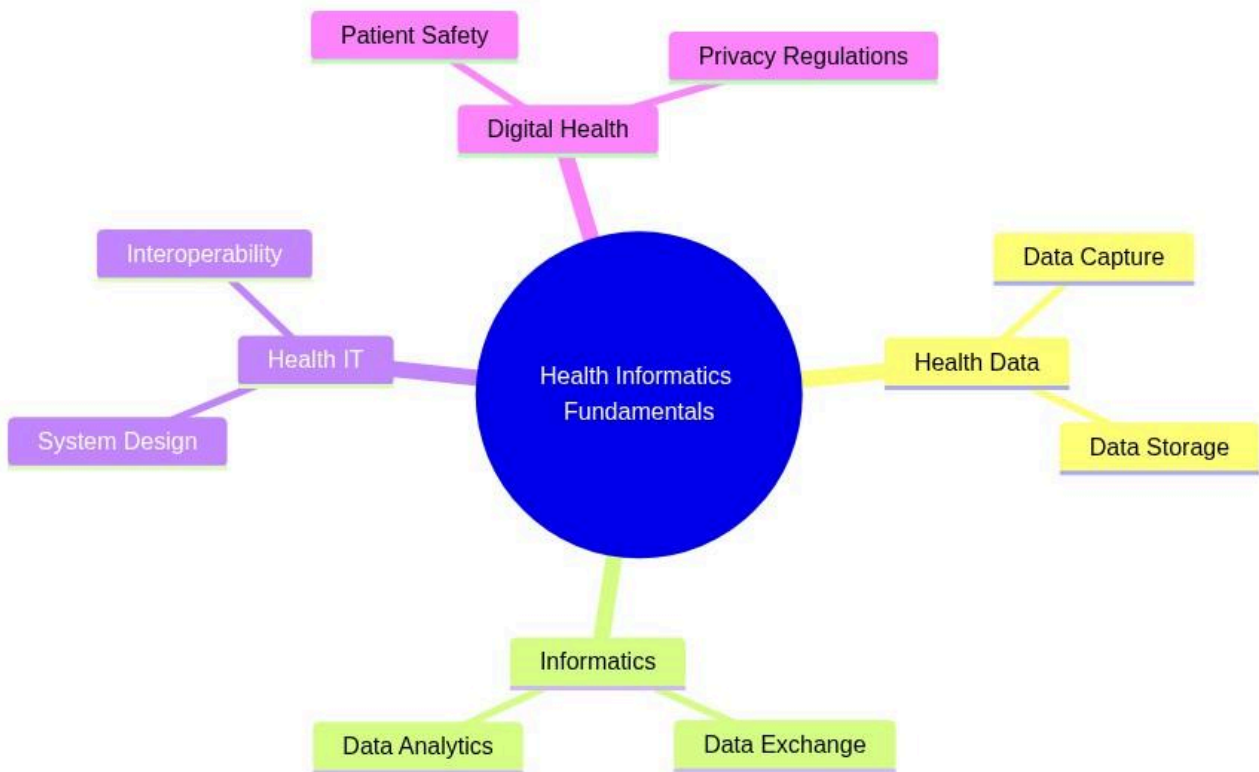 Patient Safety
Privacy Regulations
Digital Health
Interoperability
Data Capture
Health IT
Health Data
Health Informatics
Fundamentals
System Design
Data Storage
Informatics
Data Analytics
Data Exchange